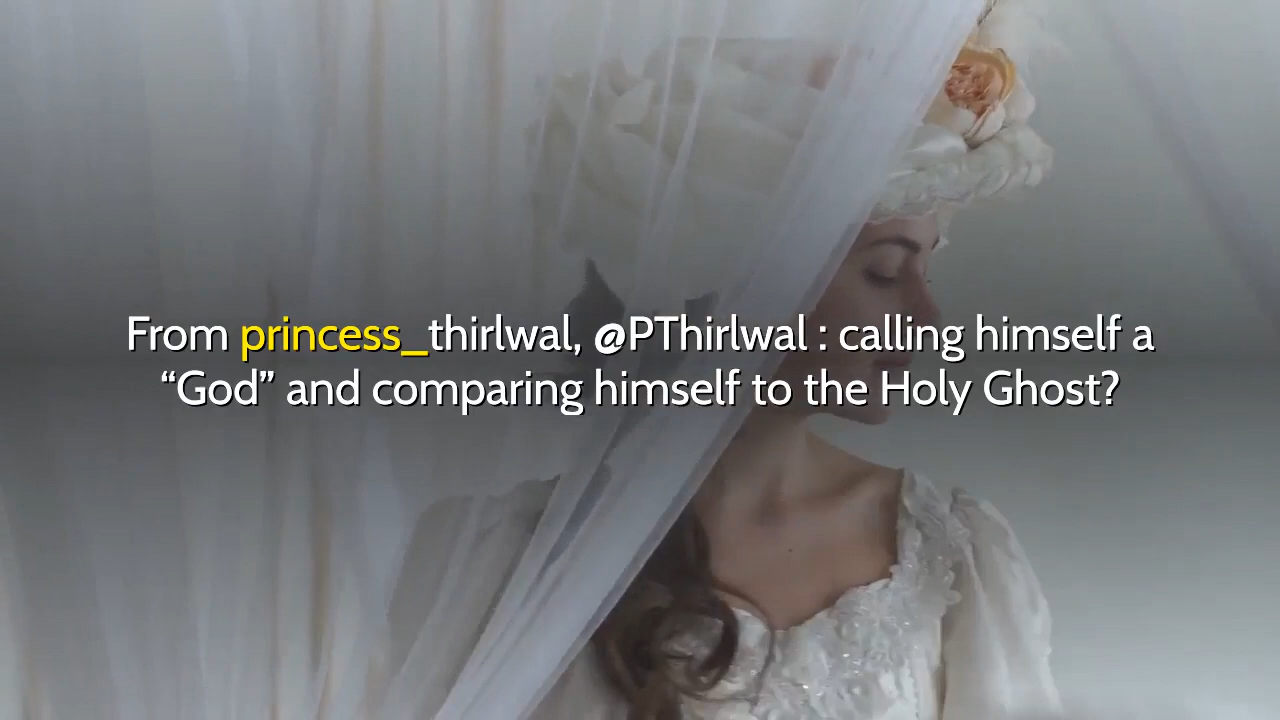 From princess_thirlwal, @PThirlwal : calling himself a
“God” and comparing himself to the Holy Ghost?